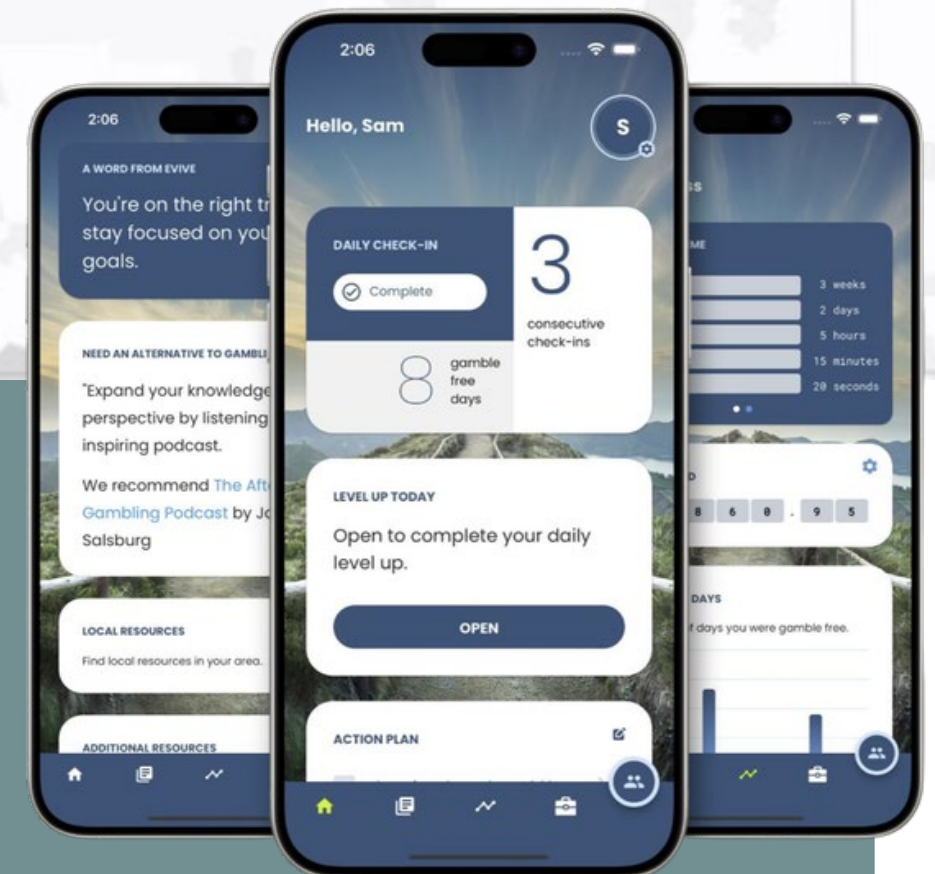 2:06
A WORD FROM EVIVE
You're on the right
stay focused on
goals.
NEED AN ALTERNATIVE TO
"Expand your knowledge
perspective by listening
inspiring podcast.
We recommend The
Gambling Podcast by
Salsburg
LOCAL RESOURCES
Find local resources in your area.
ADDITIONAL RESOURCES
2:06
Hello, Sam
S
DAILY CHECK-IN
Complete
3
consecutive
check-ins
8
gamble
free
days
LEVEL UP TODAY
Open to complete your daily
level up.
OPEN
ACTION PLAN
3 weeks
2 days
5 hours
15 minutes
20 seconds
8 6 0 . 9 5
DAYS
days you were gamble free.